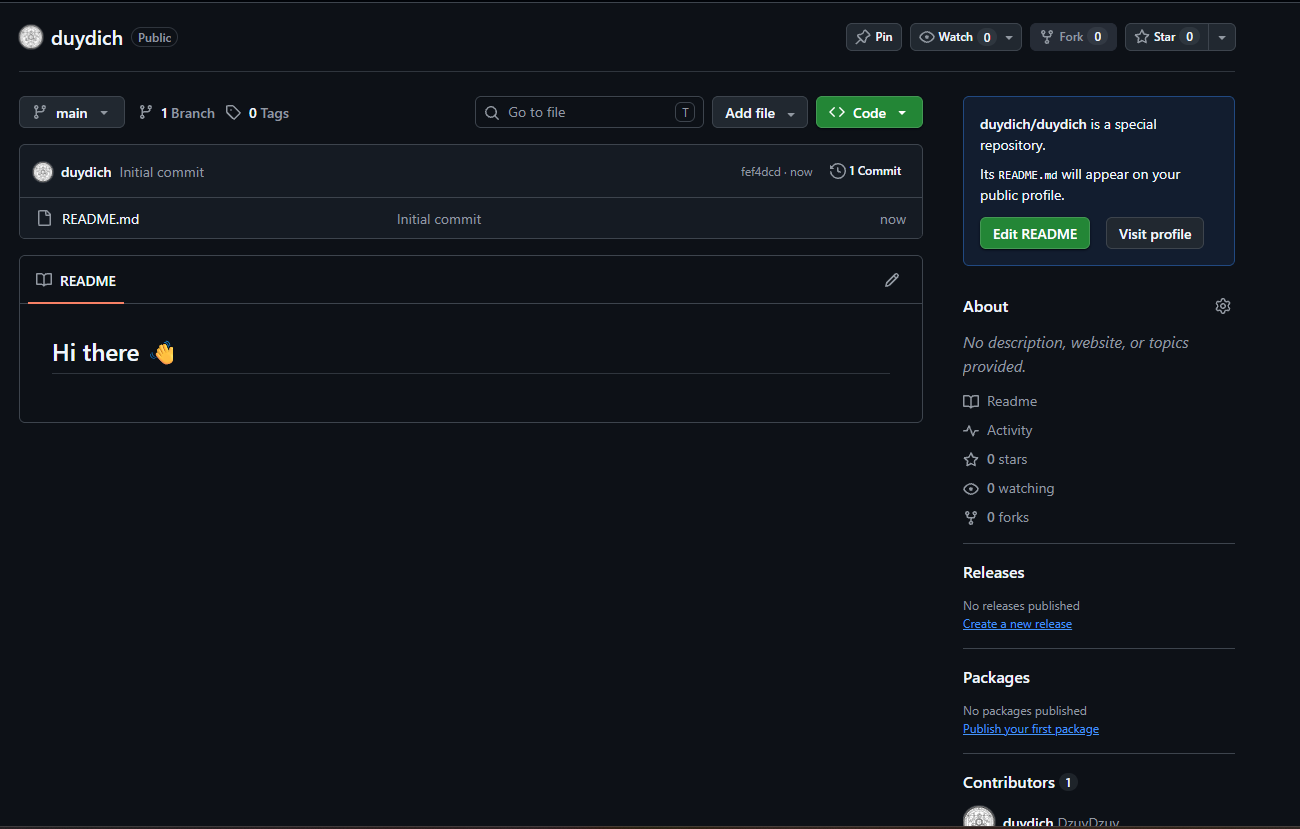 duydich Public
Pin Watch 0 Fork 0 Star 0
main 1 Branch 0 Tags Go to file T Add file Code
duydich Initial commit fef4dcd · now 1 Commit
README.md Initial commit now
README
Hi there 👋
duydich/duydich is a special
repository.
Its README.md will appear on your
public profile.
Edit README Visit profile
About
No description, website, or topics
provided.
Readme
Activity
0 stars
0 watching
0 forks
Releases
No releases published
Create a new release
Packages
No packages published
Publish your first package
Contributors 1
duydich DzuyDzuy